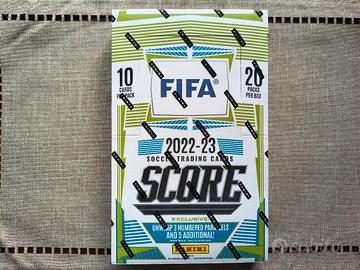 10
CARDS
PER PACK
FIFA®
20
PACKS
PER BOX
2022-23
SOCCER TRADING CARDS
SCORE
EXCLUSIVE!
UNWRAP 3 NUMBERED PARALLELS
AND 5 ADDITIONAL!
PANINI